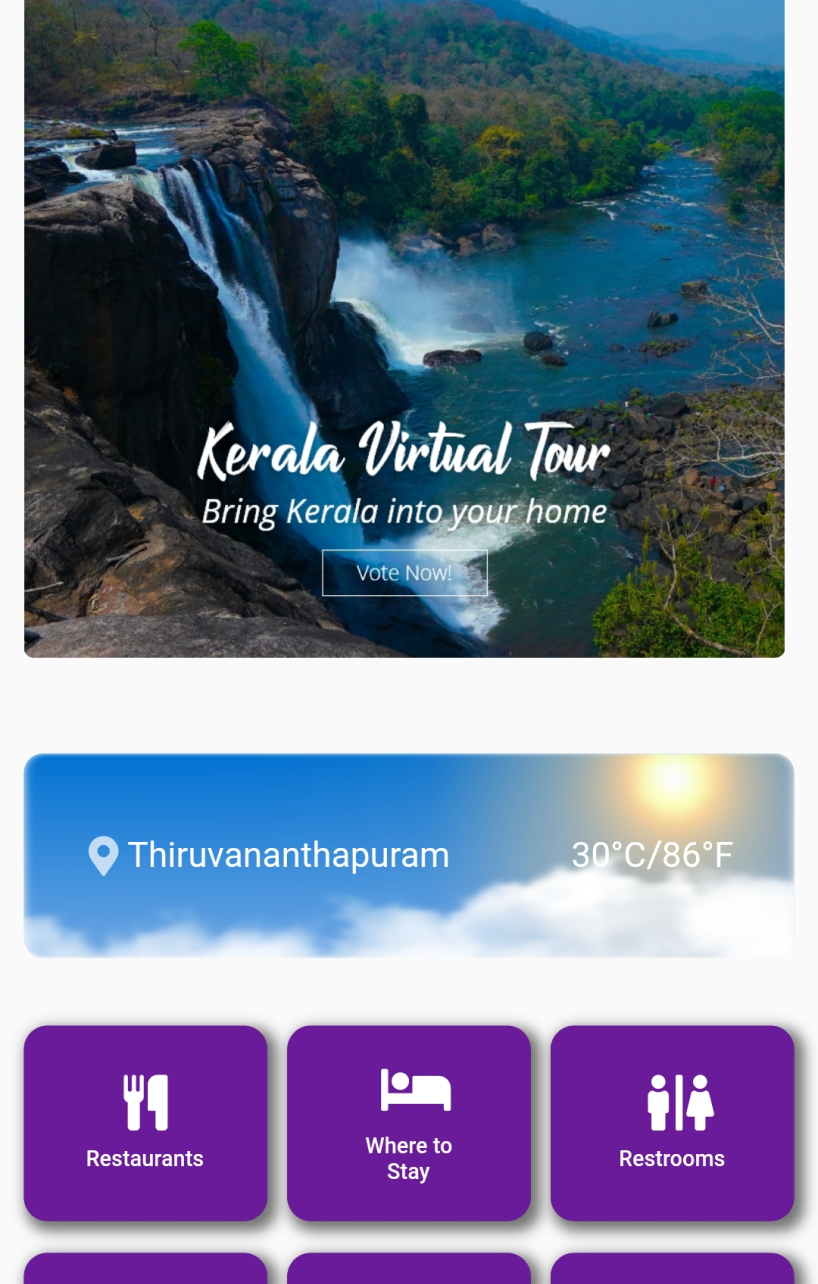 Kerala Virtual Tour
Bring Kerala into your home
Vote Now!
Thiruvananthapuram 30°C/86°F
Restaurants
Where to
Stay
Restrooms